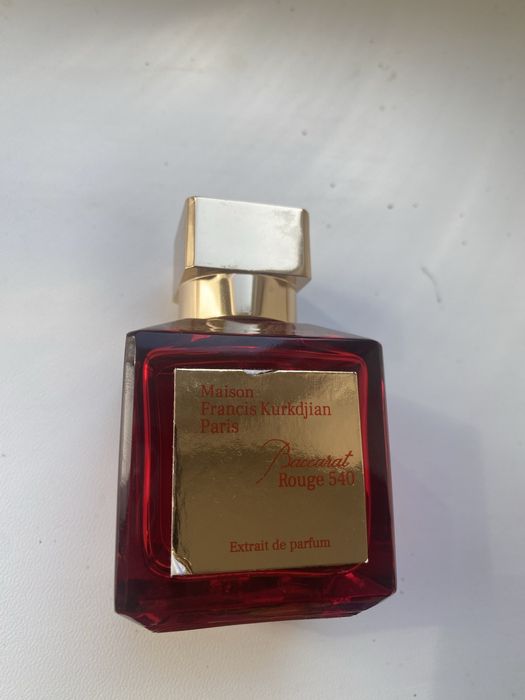 Maison
Francis Kurkdjian
Paris
Baccarat
Rouge 540
Extrait de parfum